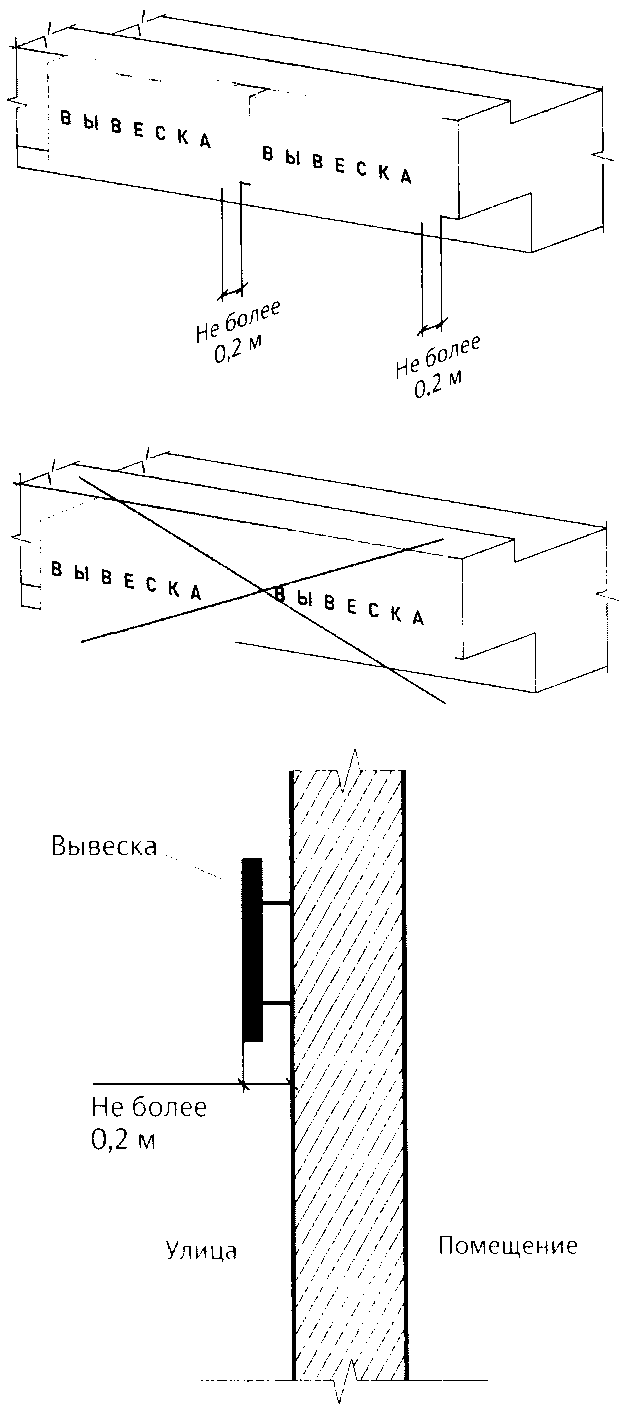 ВЫВЕСКА
ВЫВЕСКА
Не более
0,2 м
Не более
0,2 м
ВЫВЕСКА
ВЫВЕСКА
Вывеска
Не более
0,2 м
Улица
Помещение